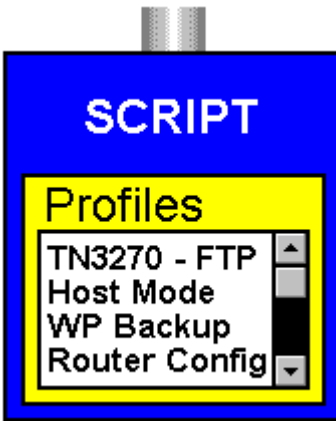 SCRIPT
Profiles
TN3270 - FTP
Host Mode
WP Backup
Router Config